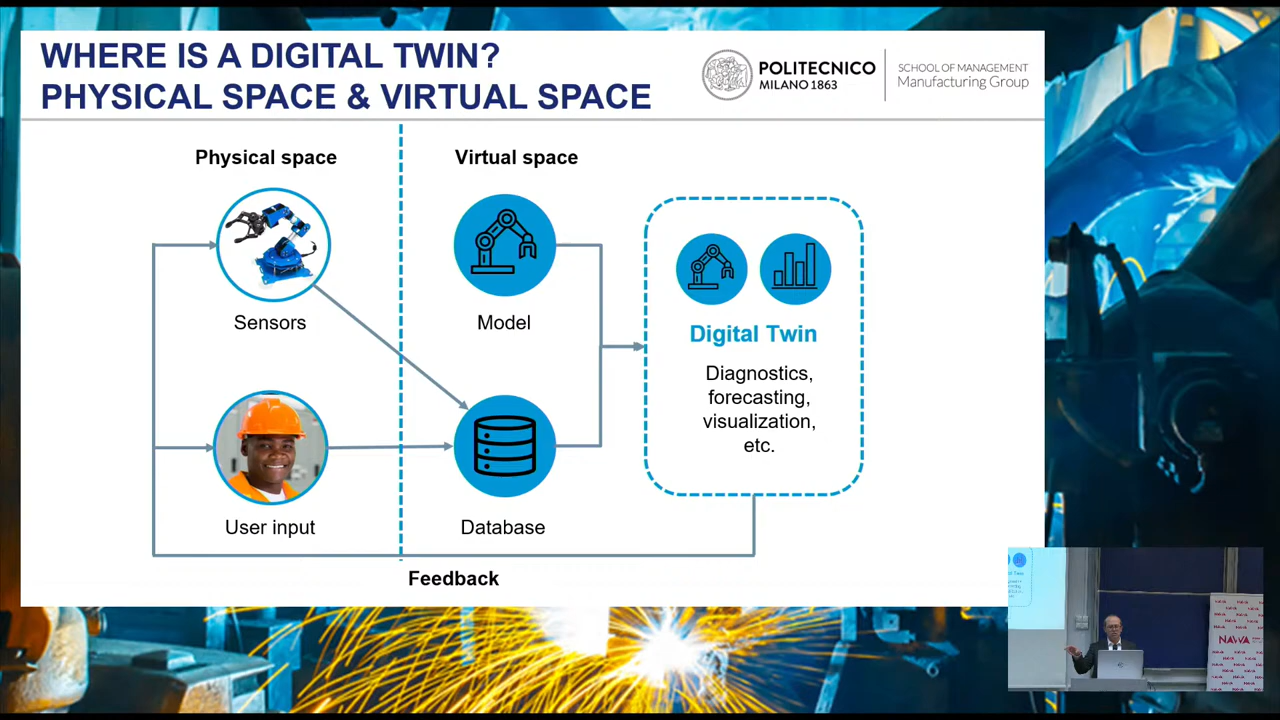 WHERE IS A DIGITAL TWIN?
PHYSICAL SPACE & VIRTUAL SPACE
POLITECNICO
MILANO 1863
SCHOOL OF MANAGEMENT
Manufacturing Group
Physical space
Virtual space
Sensors
Model
Digital Twin
Diagnostics,
forecasting,
visualization,
etc.
User input
Database
Feedback
NAWA